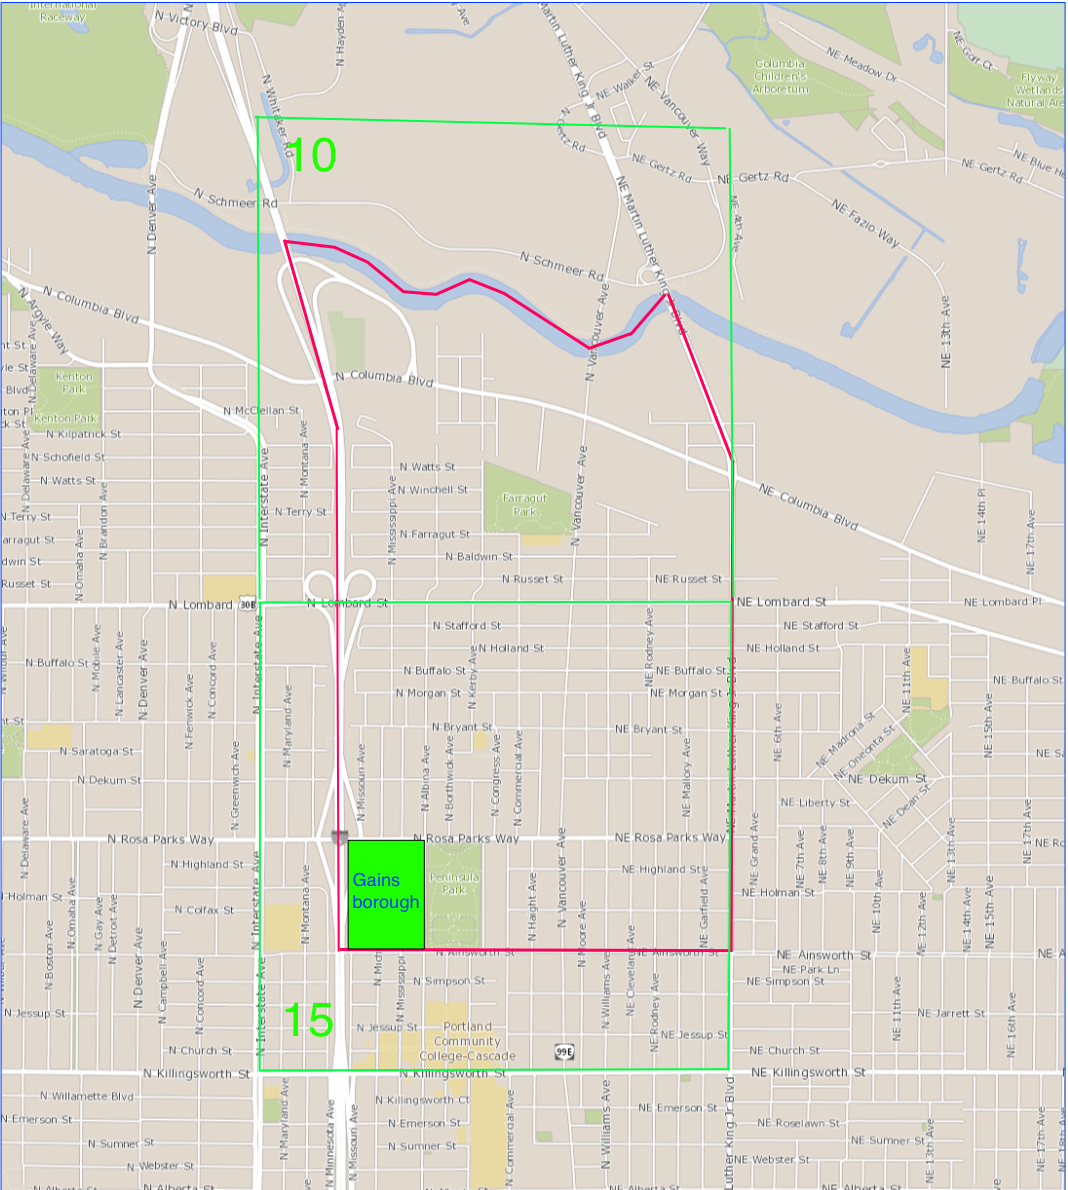 International
Raceway
N Victory Blvd
N Whitaker Rd
N Denver Ave
N Schmeer Rd
10
Martin Luther King Jr Blvd
NE Walker St
NE Vancouver Way
N Gertz Rd
NE Gertz Rd
NE Gertz Rd
NE Gertz Rd
Columbia
Children's
Arboretum
NE Meadow Dr
NE Gorr Ct
Flyway
Wetlands
Natural Area
NE Fazio Way
NE Martin Luther King Jr Blvd
NE 4th Ave
N Schmeer Rd
N Vancouver Ave
NE 13th Ave
N Columbia Blvd
N Argyle Way
N Delaware Ave
Kenton
Park
Kenton Park
N Columbia Blvd
N McClellan St
N Kilpatrick St
N Schofield St
N Watts St
N Terry St
N Interstate Ave
N Montana Ave
N Terry St
N Watts St
N Winchell St
N Mississippi Ave
N Farragut St
N Baldwin St
N Russet St
NE Russet St
Farragut
Park
N Vancouver Ave
NE Columbia Blvd
NE 14th Pl
NE 17th Ave
N Delaware Ave
N Omaha Ave
N Brandon Ave
N Lombard
30B
N Lombard St
NE Lombard St
NE Lombard Pl
N Stafford St
N Holland St
NE Stafford St
NE Holland St
N Buffalo St
N Mobile Ave
N Lancaster Ave
N Denver Ave
N Fenwick Ave
N Concord Ave
N Interstate Ave
N Maryland Ave
N Buffalo St
N Morgan St
N Kerby Ave
NE Rodney Ave
NE Buffalo St
NE Morgan St
NE 11th Ave
NE Buffalo St
N Bryant St
NE Bryant St
NE 6th Ave
NE 15th Ave
N Saratoga St
N Dekum St
N Greenwich Ave
N Missouri Ave
N Albina Ave
N Borthwick Ave
N Congress Ave
N Commercial Ave
NE Mallory Ave
NE Madrona St
NE Oneonta St
NE Dekum St
NE Liberty St
NE Dean St
N Delaware Ave
N Rosa Parks Way
N Rosa Parks Way
NE Rosa Parks Way
N Vancouver Ave
NE Grand Ave
NE 7th Ave
NE 8th Ave
NE 9th Ave
NE 13th Ave
NE 17th Ave
N Highland St
Gains
borough
Peninsula
Park
NE Highland St
N Haight Ave
N Moore Ave
NE Garfield Ave
NE Holman St
NE 10th Ave
NE 12th Ave
NE 14th Ave
NE 15th Ave
N Holman St
N Colfax St
N Omaha Ave
N Gay Ave
N Detroit Ave
N Boston Ave
N Denver Ave
N Campbell Ave
N Concord Ave
N Interstate Ave
N Montana Ave
N Ainsworth St
NE Ainsworth St
NE Ainsworth St
N Mich
N Mississippi
N Simpson St
N Williams Ave
NE Cleveland Ave
NE Rodney Ave
NE Park Ln
NE Simpson St
NE 11th Ave
NE Jarrett St
NE 16th Ave
15
N Jessup St
N Church St
N Interstate Ave
N Jessup St
Portland
Community
College-Cascade
99E
NE Jessup St
NE Church St
N Killingsworth St
N Killingsworth St
NE Killingsworth St
N Willamette Blvd
N Emerson St
N Sumner St
N Webster St
N Alberta St
N Maryland Ave
N Minnesota Ave
N Missouri Ave
N Killingsworth Ct
N Emerson St
N Sumner St
N Commercial Ave
N Williams Ave
NE Emerson St
Luther King Jr Blvd
NE Roselawn St
NE Sumner St
NE Webster St
NE 13th Ave
NE 17th Ave
NE Alberta St
NE Alberta St